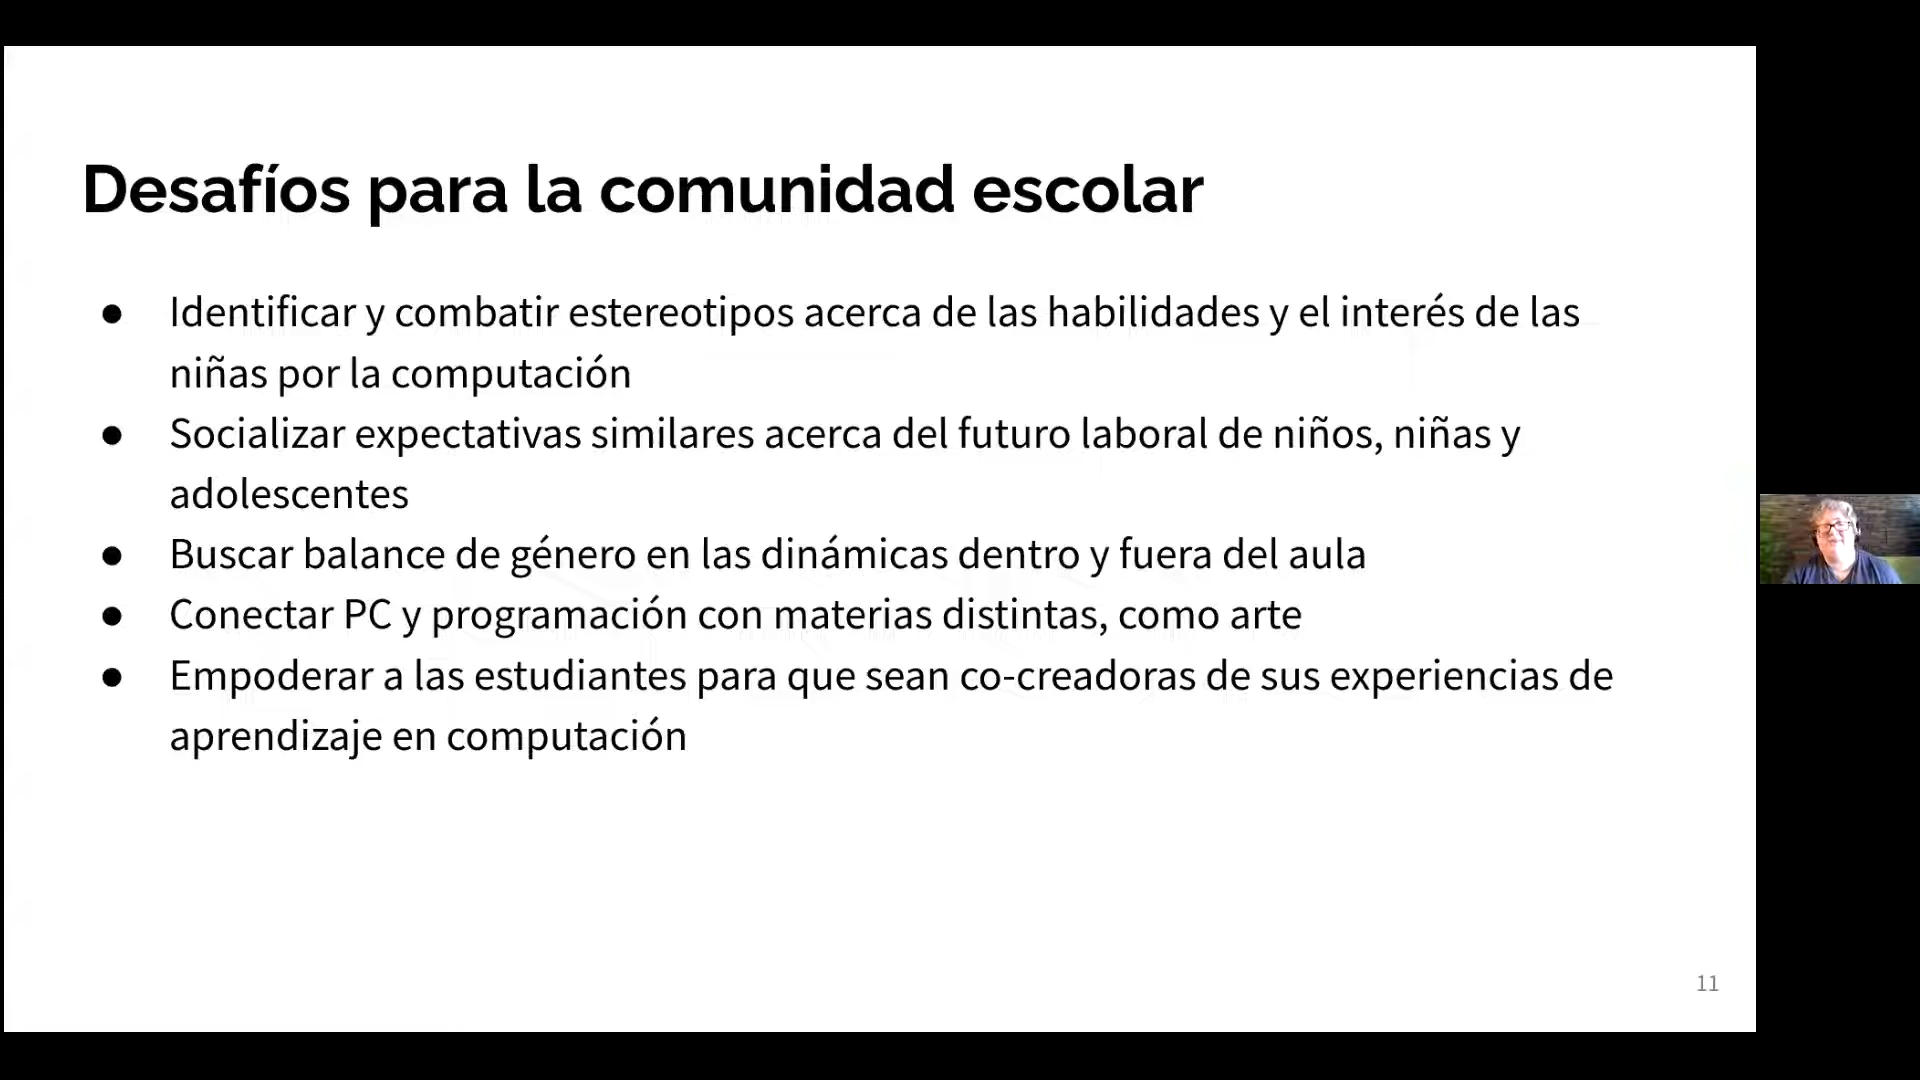 Desafíos para la comunidad escolar
● Identificar y combatir estereotipos acerca de las habilidades y el interés de las
niñas por la computación
● Socializar expectativas similares acerca del futuro laboral de niños, niñas y
adolescentes
● Buscar balance de género en las dinámicas dentro y fuera del aula
● Conectar PC y programación con materias distintas, como arte
● Empoderar a las estudiantes para que sean co-creadoras de sus experiencias de
aprendizaje en computación
11